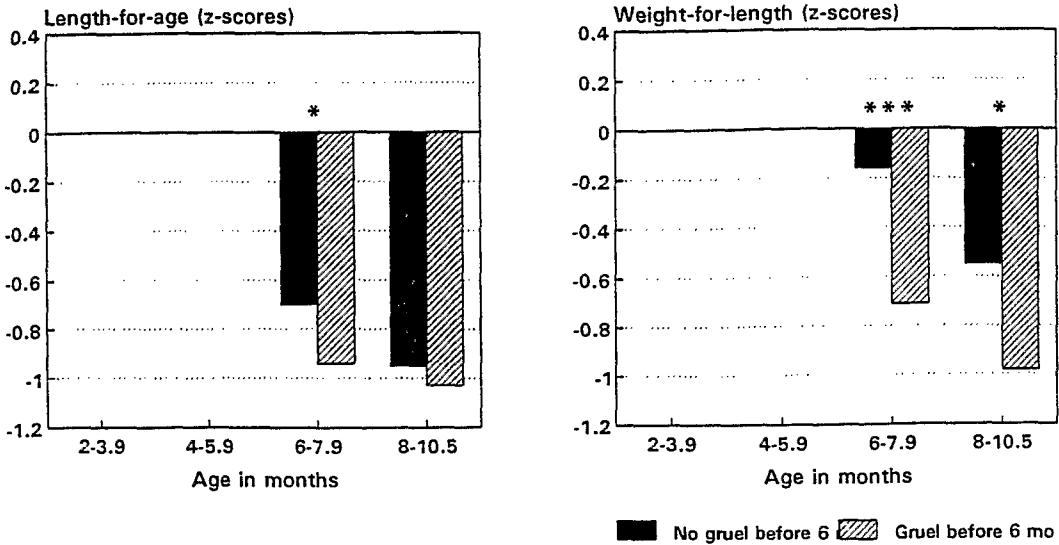 Length-for-age (z-scores)
0.4
0.2
0
-0.2
-0.4
-0.6
-0.8
-1
-1.2
*
2-3.9 4-5.9 6-7.9 8-10.5
Age in months
Weight-for-length (z-scores)
0.4
0.2
0
-0.2
-0.4
-0.6
-0.8
-1
-1.2
*** *
2-3.9 4-5.9 6-7.9 8-10.5
Age in months
No gruel before 6 Gruel before 6 mo